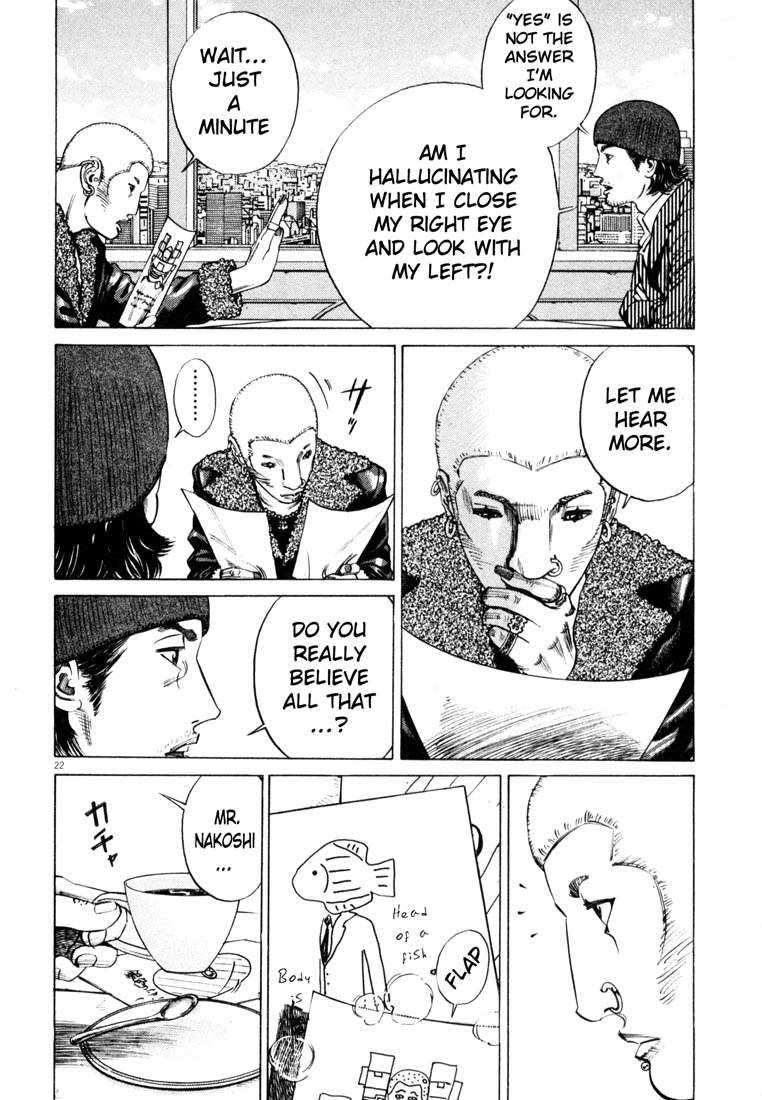 "YES" IS
NOT THE
ANSWER
I'M
LOOKING
FOR.
AM I
HALLUCINATING
WHEN I CLOSE
MY RIGHT EYE
AND LOOK WITH
MY LEFT?!
WAIT...
JUST
A
MINUTE
LET ME
HEAR
MORE.
.........
DO YOU
REALLY
BELIEVE
ALL THAT
...?
22
FLAP
Head
of a
fish
Body
is
MR.
NAKOSHI
...
カチャ